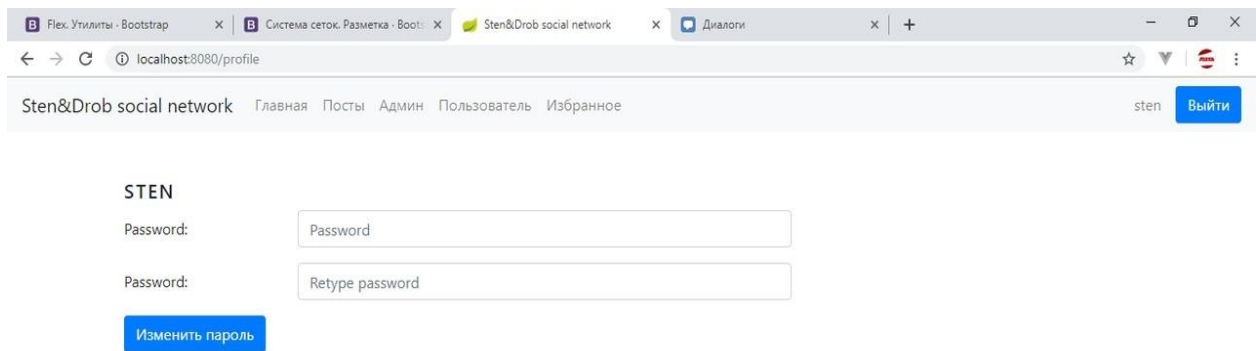 Flex. Утилиты · Bootstrap
Система сеток. Разметка · Boots
Sten&Drob social network
Диалоги
localhost:8080/profile
Sten&Drob social network Главная Посты Админ Пользователь Избранное sten Выйти
STEN
Password: Password
Password: Retype password
Изменить пароль